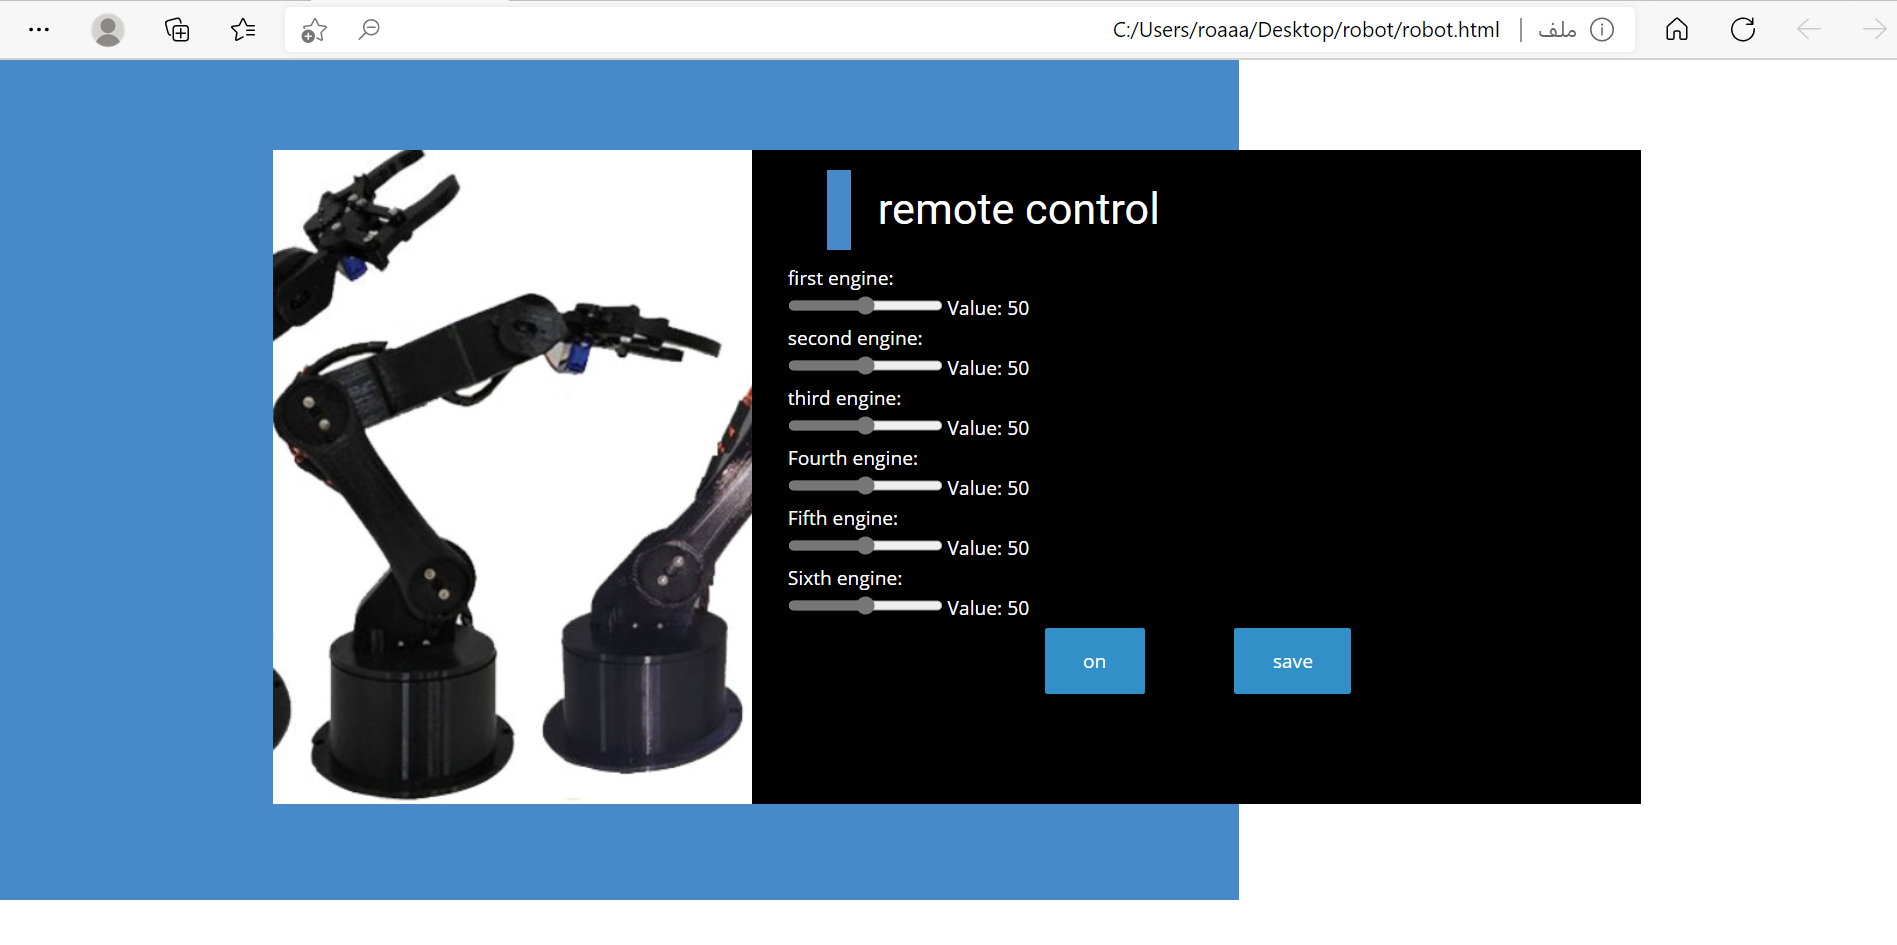 C:/Users/roaaa/Desktop/robot/robot.html | ملف
remote control
first engine:
Value: 50
second engine:
Value: 50
third engine:
Value: 50
Fourth engine:
Value: 50
Fifth engine:
Value: 50
Sixth engine:
Value: 50
on save